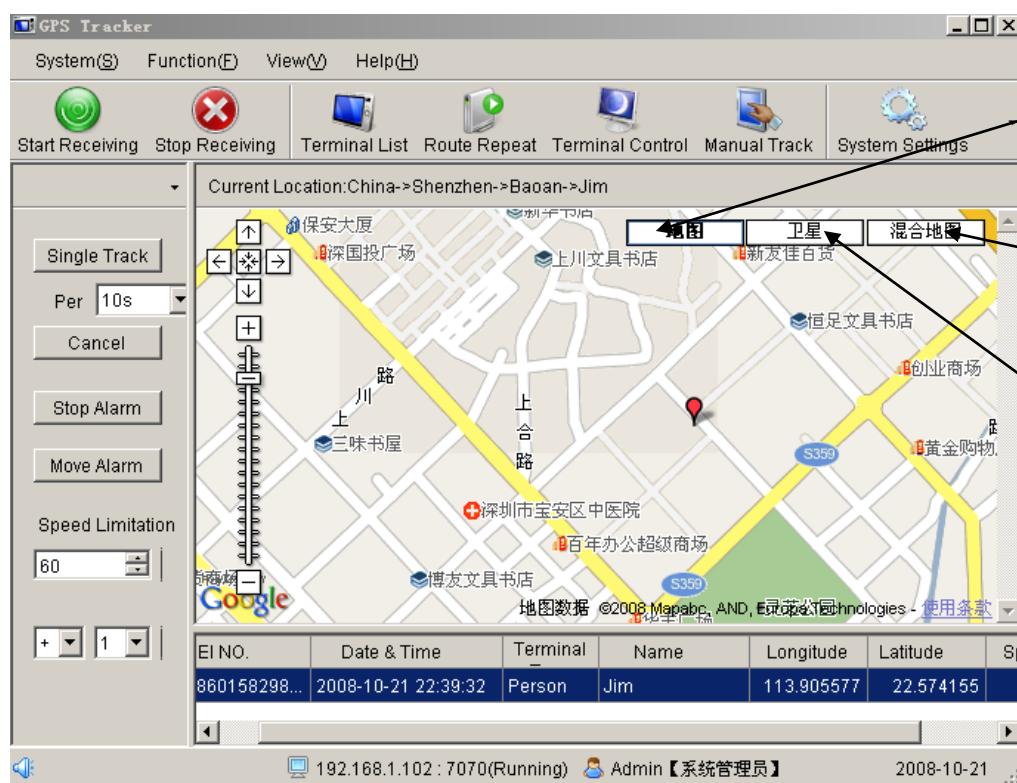 GPS Tracker
System(S) Function(F) View(V) Help(H)
Start Receiving Stop Receiving Terminal List Route Repeat Terminal Control Manual Track System Settings
Current Location:China->Shenzhen->Baoan->Jim
Single Track
Per 10s
Cancel
Stop Alarm
Move Alarm
Speed Limitation
60
+ 1
地图 卫星 混合地图
保安大厦
新华书店
深国投广场
上川文具书店
新友佳百货
恒足文具书店
创业商场
路
川
上
上
合
路
三味书屋
S359
黄金购物
深圳市宝安区中医院
百年办公超级商场
博友文具书店
S359
Google
地图数据 ©2008 Mapabc, AND, Europa Technologies - 使用条款
EI NO. Date & Time Terminal Name Longitude Latitude Sp
860158298... 2008-10-21 22:39:32 Person Jim 113.905577 22.574155
192.168.1.102 : 7070(Running) Admin【系统管理员】 2008-10-21